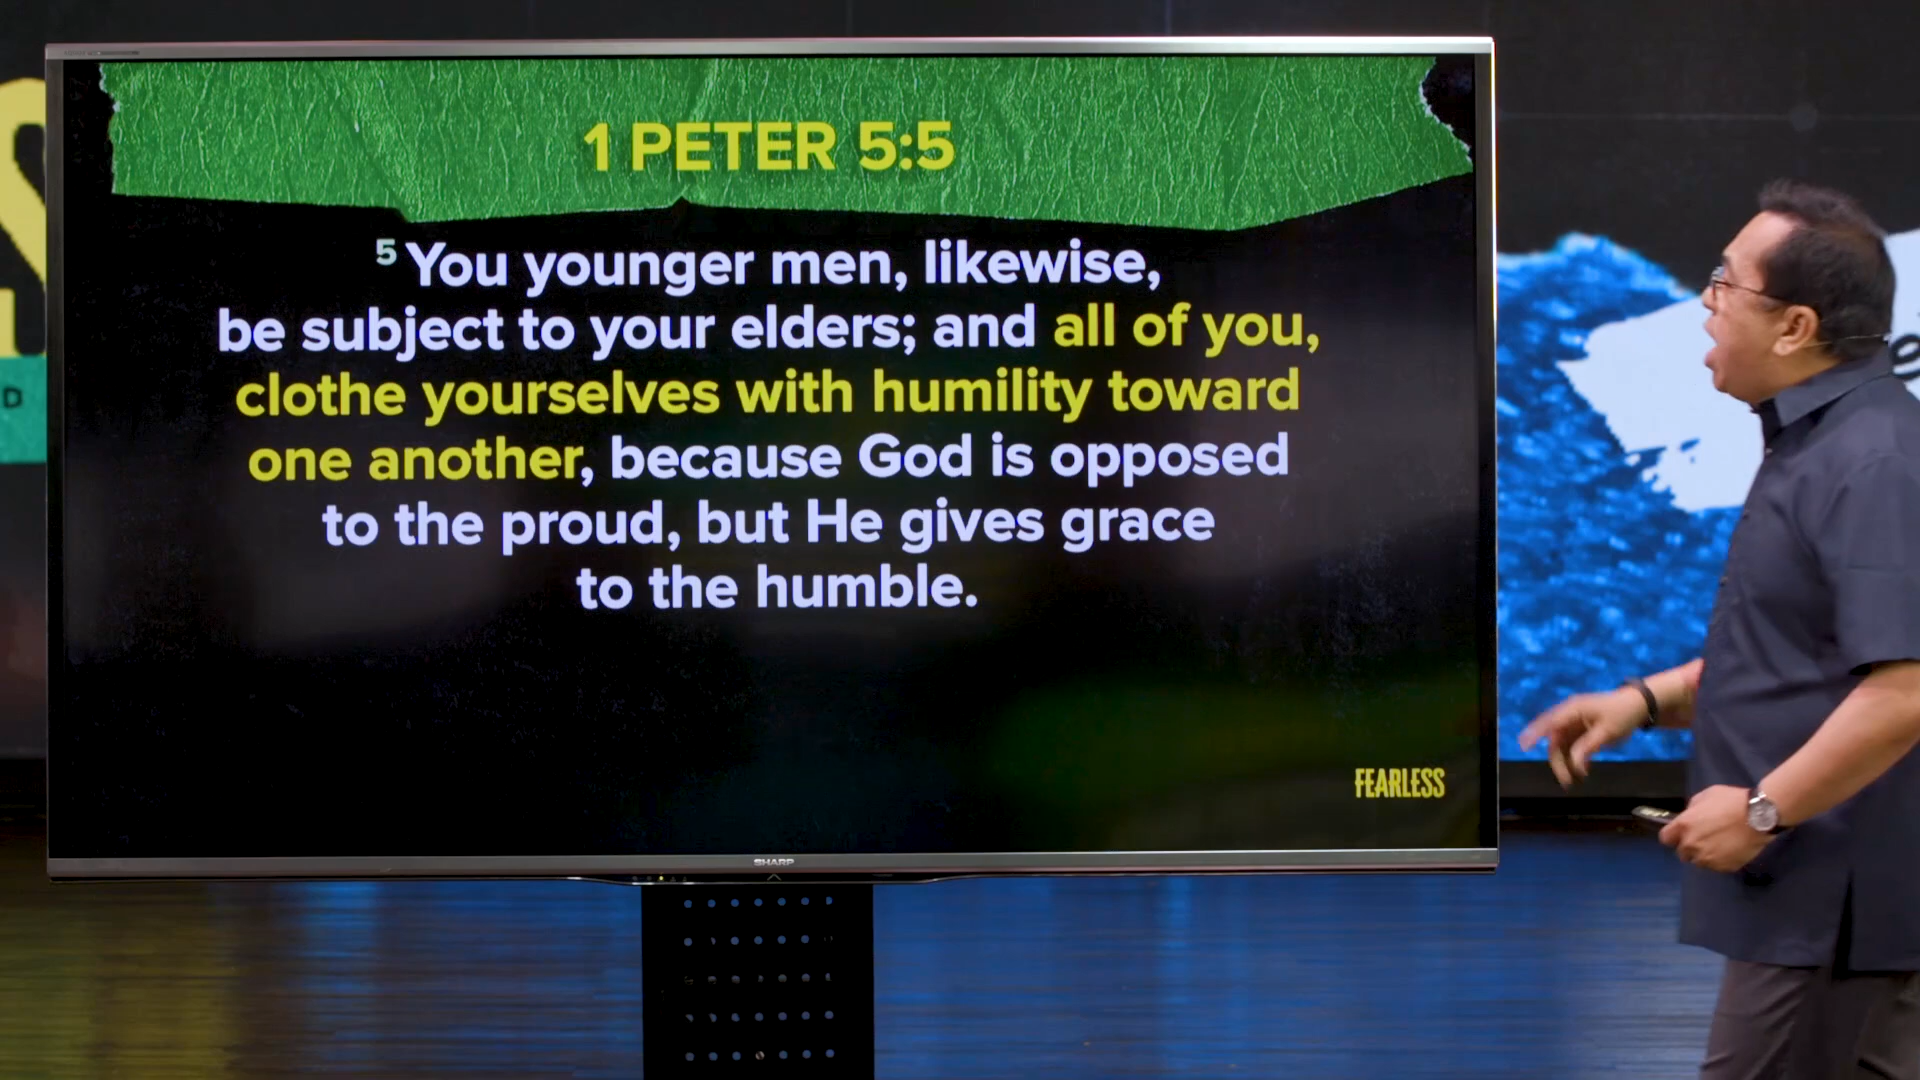 1 PETER 5:5
5 You younger men, likewise,
be subject to your elders; and all of you,
clothe yourselves with humility toward
one another, because God is opposed
to the proud, but He gives grace
to the humble.
FEARLESS
SHARP
S
D